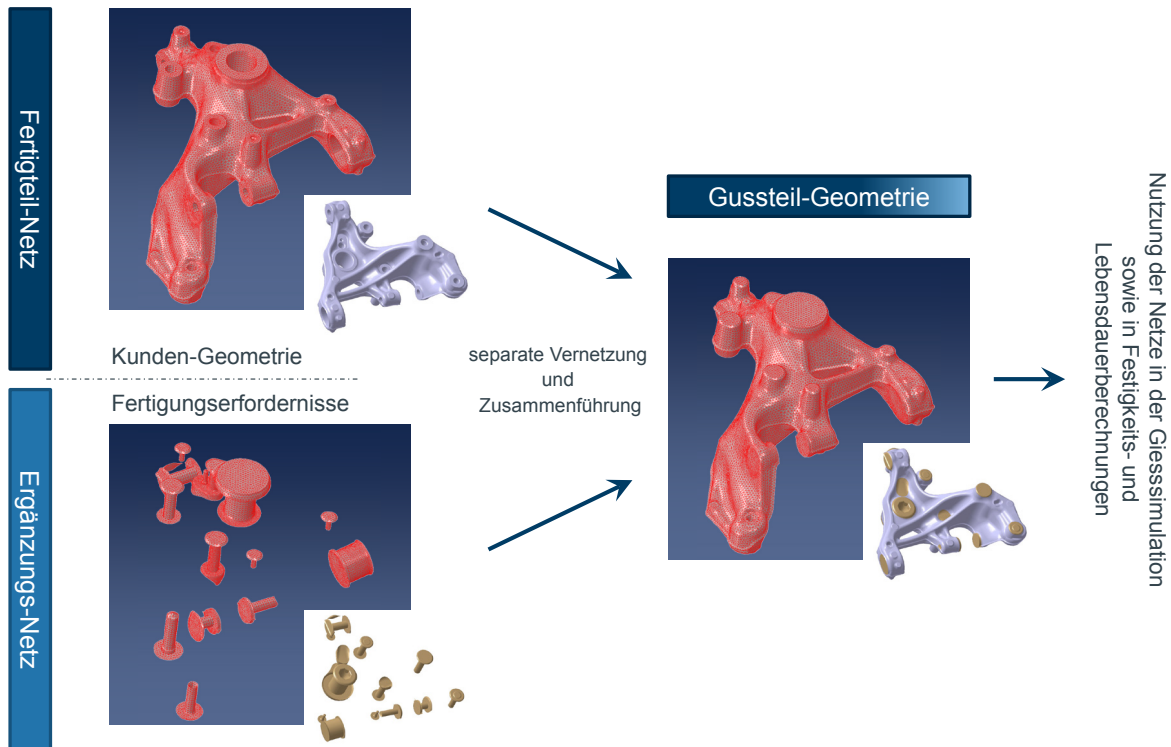 Fertigteil-Netz
Kunden-Geometrie
Fertigungserfordnisse
Ergänzungs-Netz
separate Vernetzung
und
Zusammenführung
Gussteil-Geometrie
Nutzung der Netze in der Giesssimulation
sowie in Festigkeits- und
Lebensdauerberechnungen